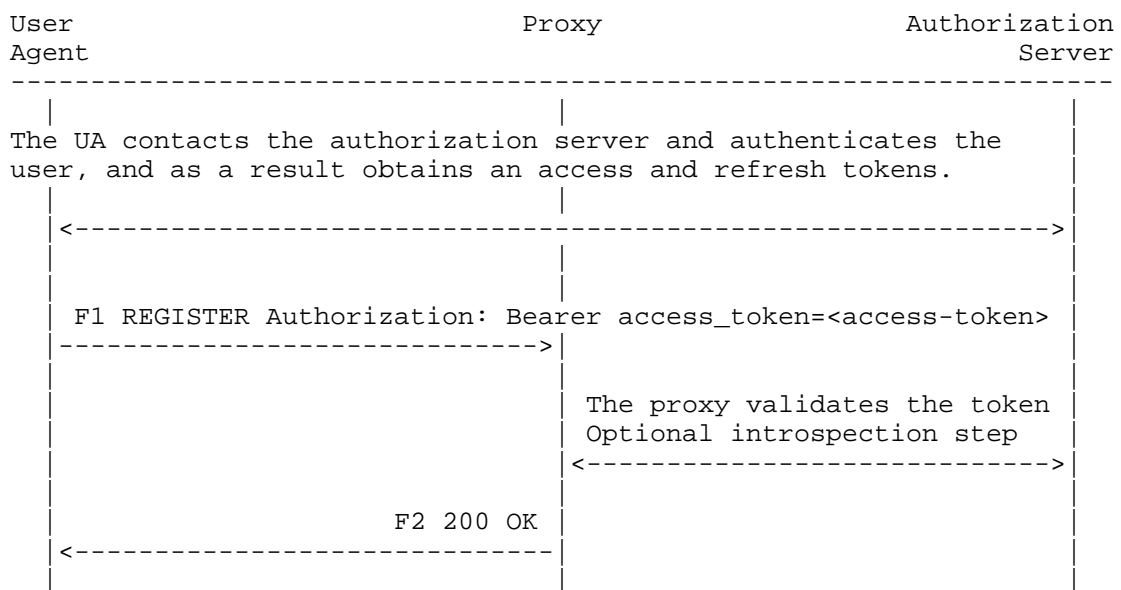 User Proxy Authorization
Agent Server
The UA contacts the authorization server and authenticates the
user, and as a result obtains an access and refresh tokens.
F1 REGISTER Authorization: Bearer access_token=<access-token>
The proxy validates the token
Optional introspection step
F2 200 OK